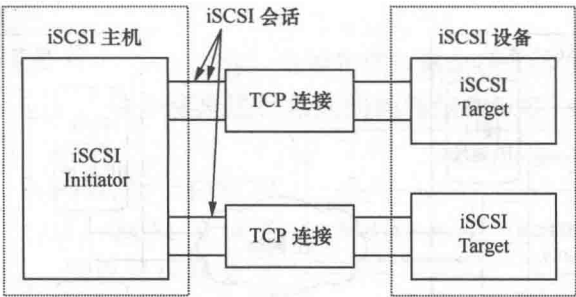 iSCSI 会话
iSCSI 主机
iSCSI 设备
iSCSI
Initiator
TCP 连接
iSCSI
Target
TCP 连接
iSCSI
Target